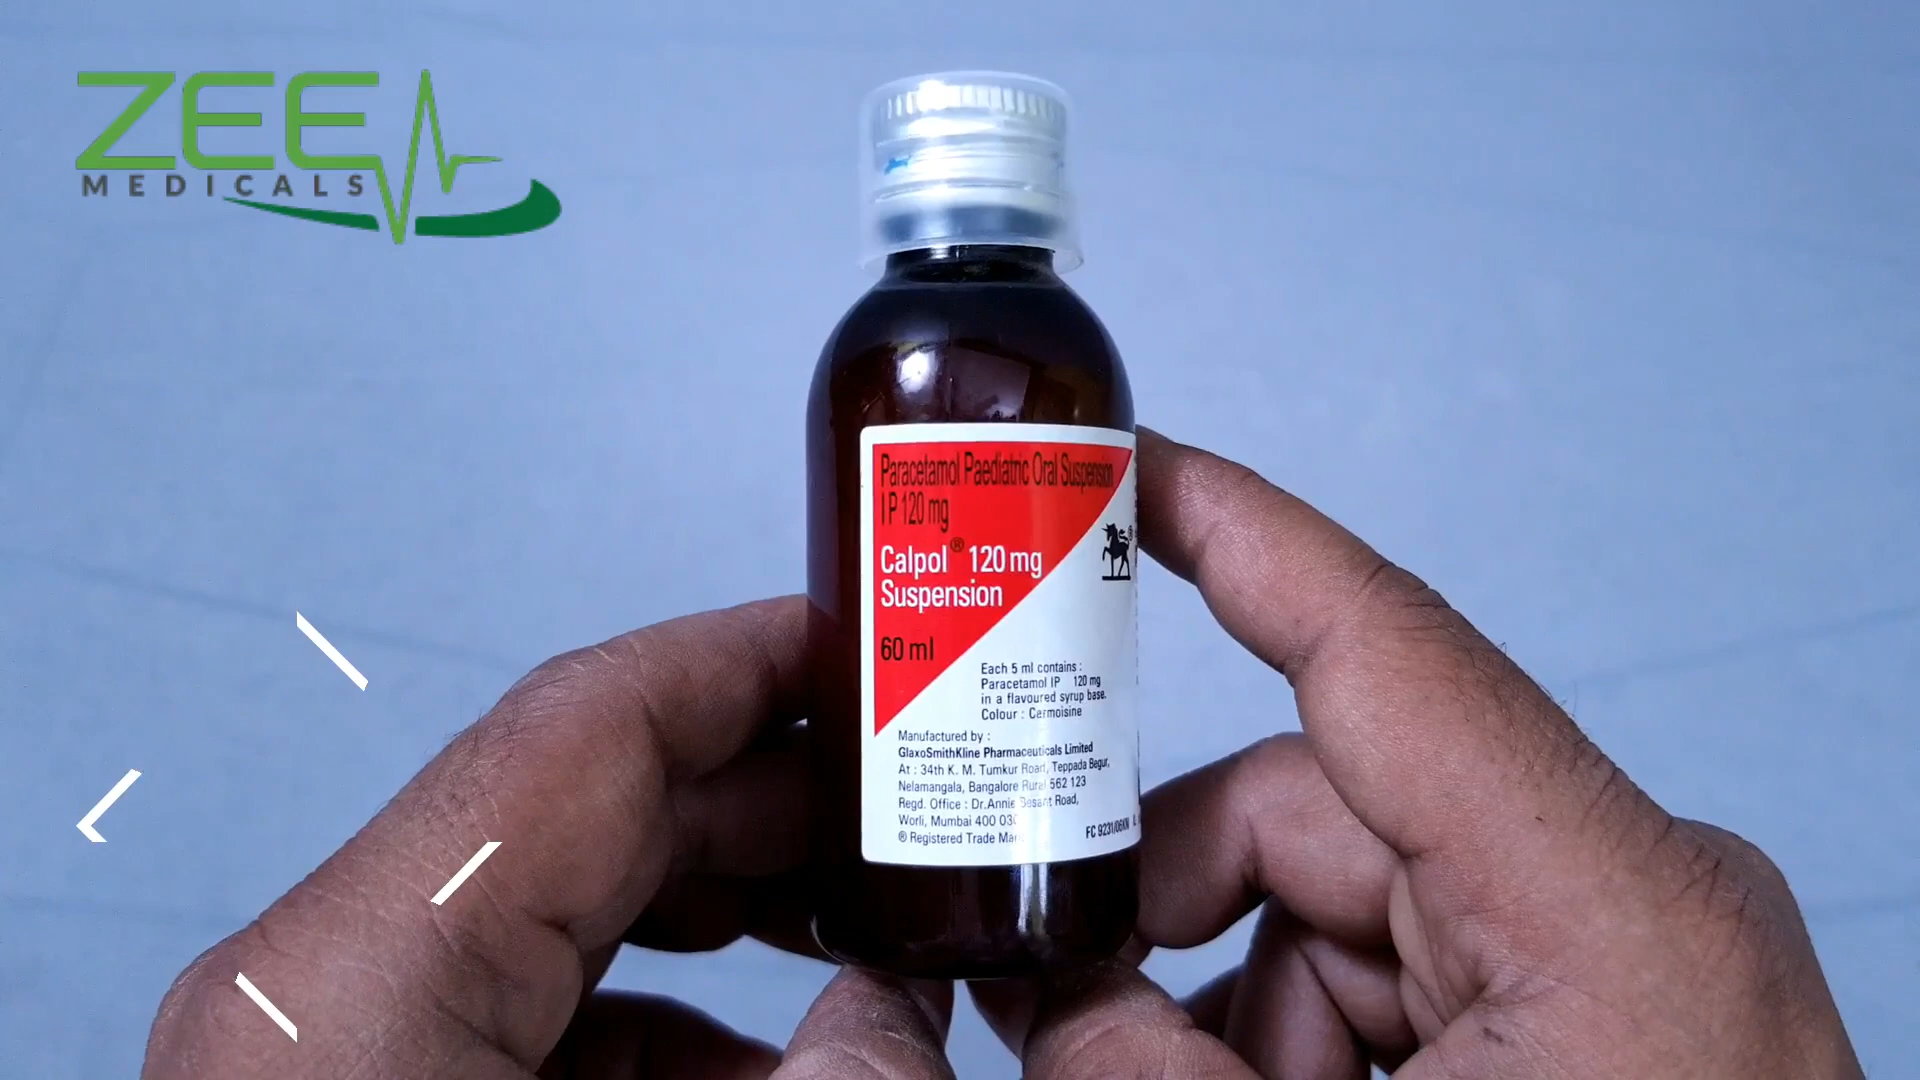 ZEE
MEDICALS
Paracetamol Paediatric Oral Suspension
IP 120 mg
Calpol® 120 mg
Suspension
60 ml
Each 5 ml contains :
Paracetamol IP 120 mg
in a flavoured syrup base.
Colour : Carmoisine
Manufactured by :
GlaxoSmithKline Pharmaceuticals Limited
At : 34th K. M. Tumkur Road, Teppada Begur,
Nelamangala, Bangalore Rural 562 123
Regd. Office : Dr.Annie Besant Road,
Worli, Mumbai 400 030
® Registered Trade Mark
FC 9231/06KN